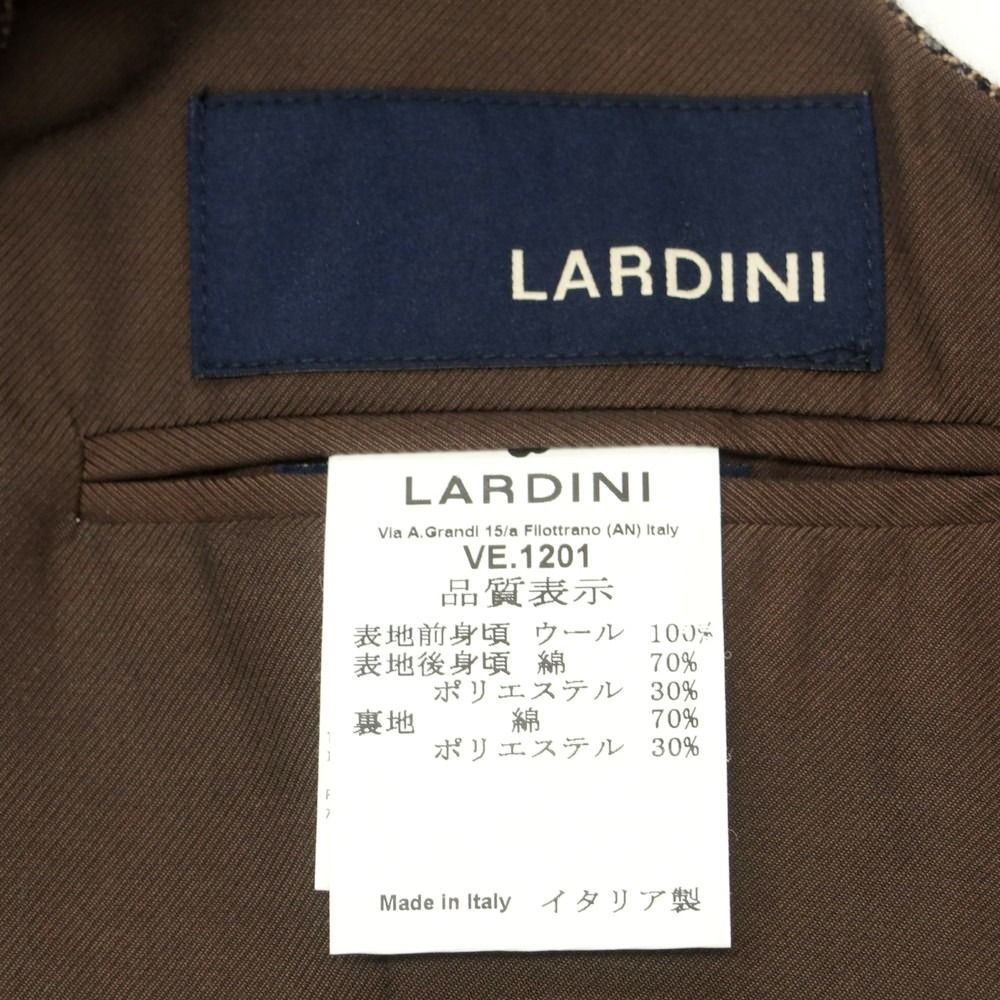 LARDINI
LARDINI
Via A.Grandi 15/a Filottrano (AN) Italy
VE.1201
品質表示
表地前身頃 ウール 100%
表地後身頃 綿 70%
ポリエステル 30%
裏地 綿 70%
ポリエステル 30%
Made in Italy イタリア製